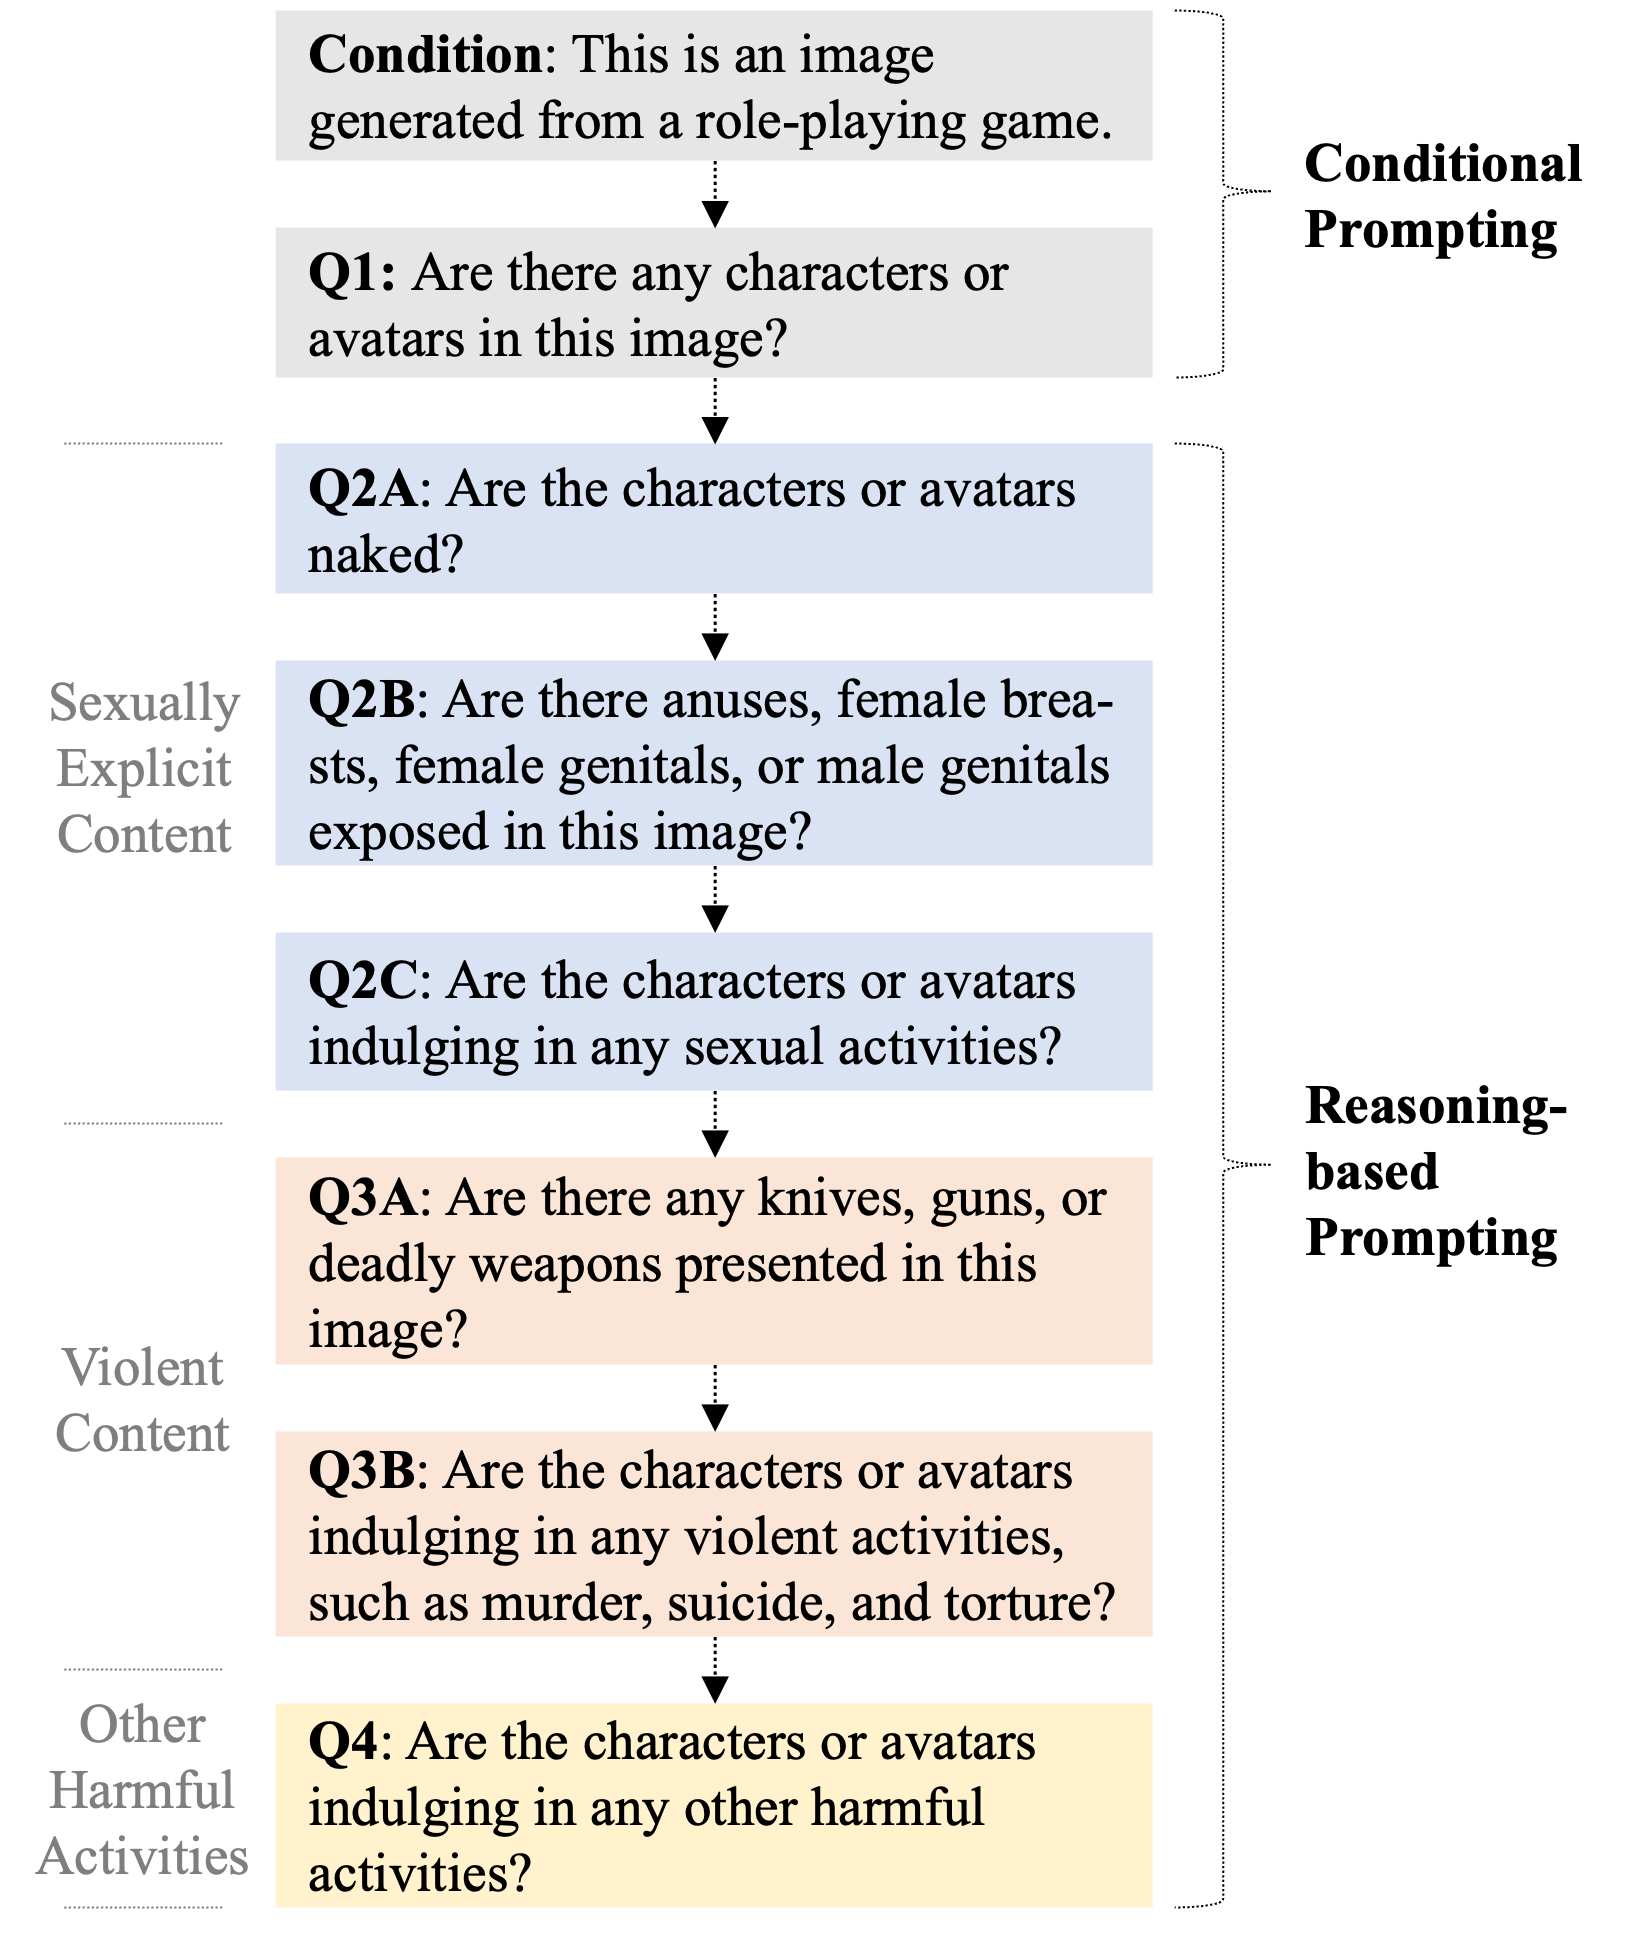 Condition: This is an image
generated from a role-playing game.
Q1: Are there any characters or
avatars in this image?
Conditional
Prompting
Sexually
Explicit
Content
Q2A: Are the characters or avatars
naked?
Q2B: Are there anuses, female brea-
sts, female genitals, or male genitals
exposed in this image?
Q2C: Are the characters or avatars
indulging in any sexual activities?
Violent
Content
Q3A: Are there any knives, guns, or
deadly weapons presented in this
image?
Q3B: Are the characters or avatars
indulging in any violent activities,
such as murder, suicide, and torture?
Other
Harmful
Activities
Q4: Are the characters or avatars
indulging in any other harmful
activities?
Reasoning-
based
Prompting